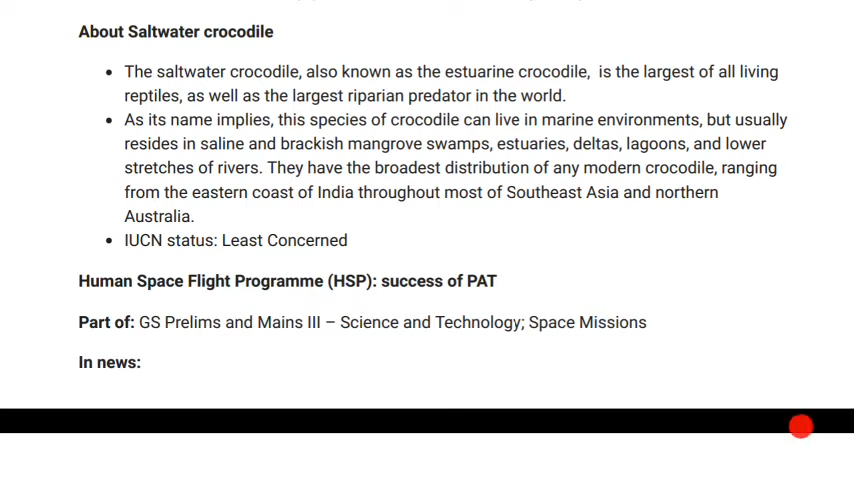 About Saltwater crocodile
• The saltwater crocodile, also known as the estuarine crocodile, is the largest of all living
reptiles, as well as the largest riparian predator in the world.
• As its name implies, this species of crocodile can live in marine environments, but usually
resides in saline and brackish mangrove swamps, estuaries, deltas, lagoons, and lower
stretches of rivers. They have the broadest distribution of any modern crocodile, ranging
from the eastern coast of India throughout most of Southeast Asia and northern
Australia.
• IUCN status: Least Concerned
Human Space Flight Programme (HSP): success of PAT
Part of: GS Prelims and Mains III – Science and Technology; Space Missions
In news: